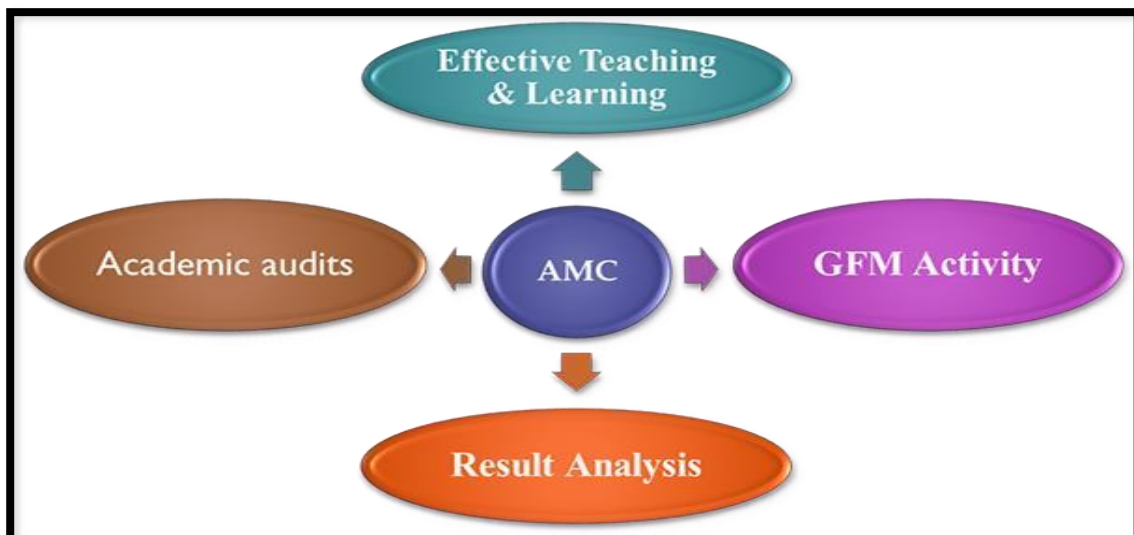 Effective Teaching
& Learning
Academic audits
AMC
GFM Activity
Result Analysis